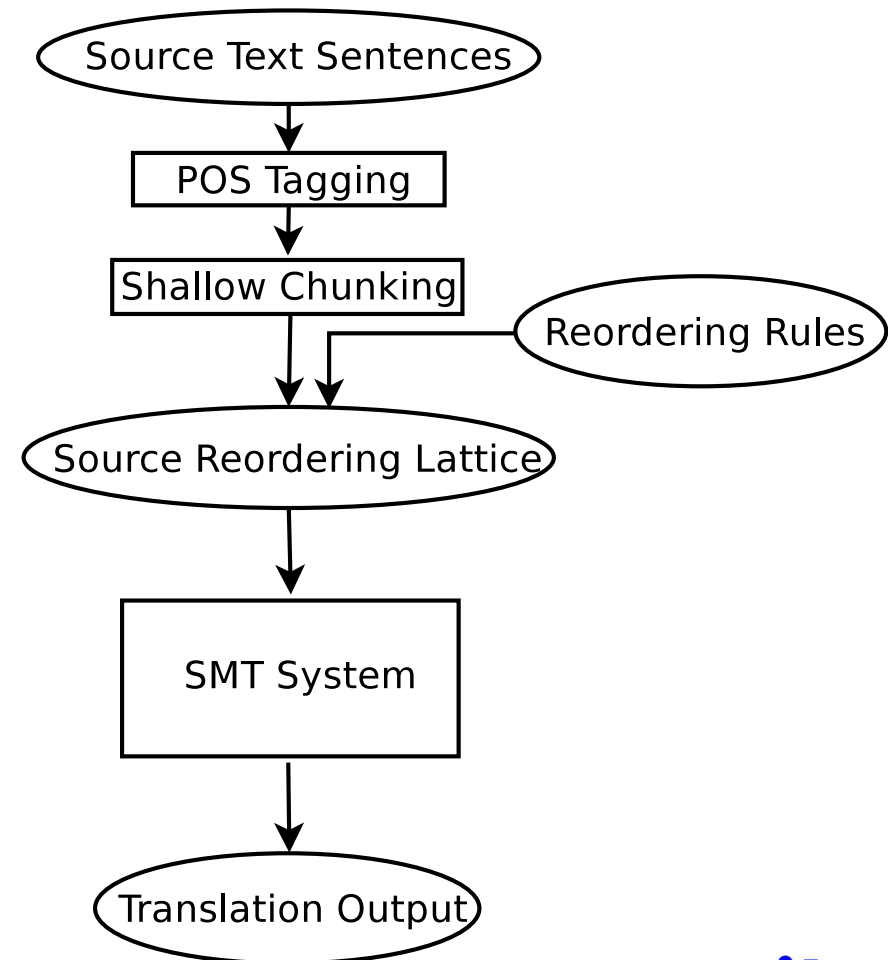 Source Text Sentences
POS Tagging
Shallow Chunking
Reordering Rules
Source Reordering Lattice
SMT System
Translation Output